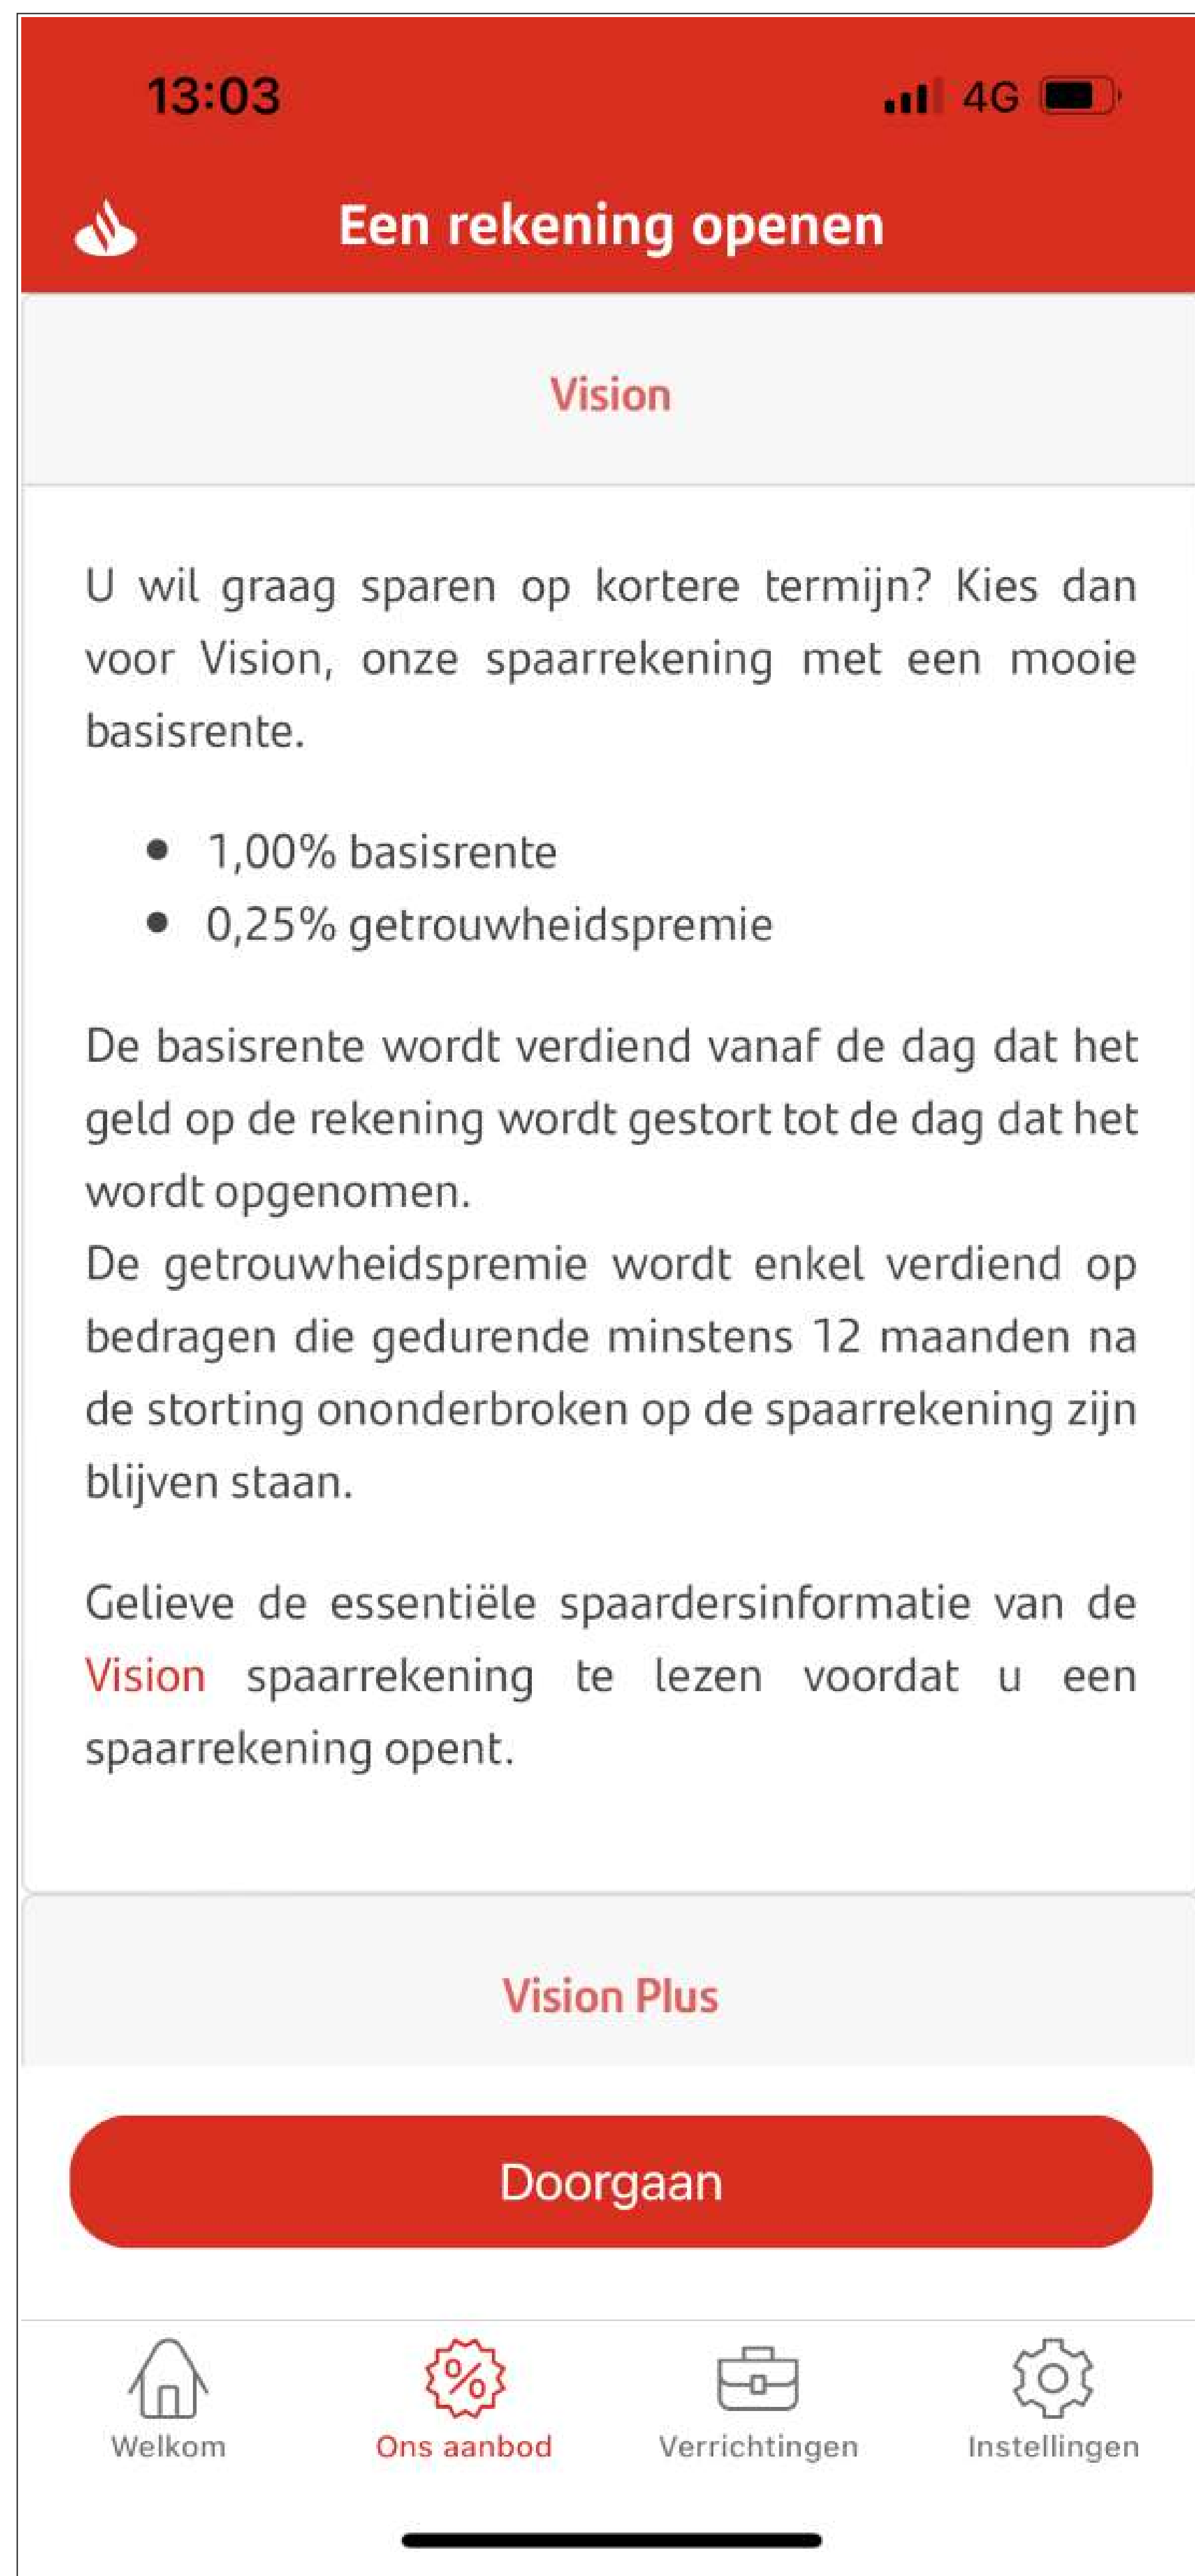 13:03
4G
Een rekening openen
Vision
U wil graag sparen op kortere termijn? Kies dan
voor Vision, onze spaarrekening met een mooie
basisrente.
• 1,00% basisrente
• 0,25% getrouwheidspremie
De basisrente wordt verdiend vanaf de dag dat het
geld op de rekening wordt gestort tot de dag dat het
wordt opgenomen.
De getrouwheidspremie wordt enkel verdiend op
bedragen die gedurende minstens 12 maanden na
de storting ononderbroken op de spaarrekening zijn
blijven staan.
Gelieve de essentiële spaardersinformatie van de
Vision spaarrekening te lezen voordat u een
spaarrekening opent.
Vision Plus
Doorgaan
Welkom
Ons aanbod
Verrichtingen
Instellingen